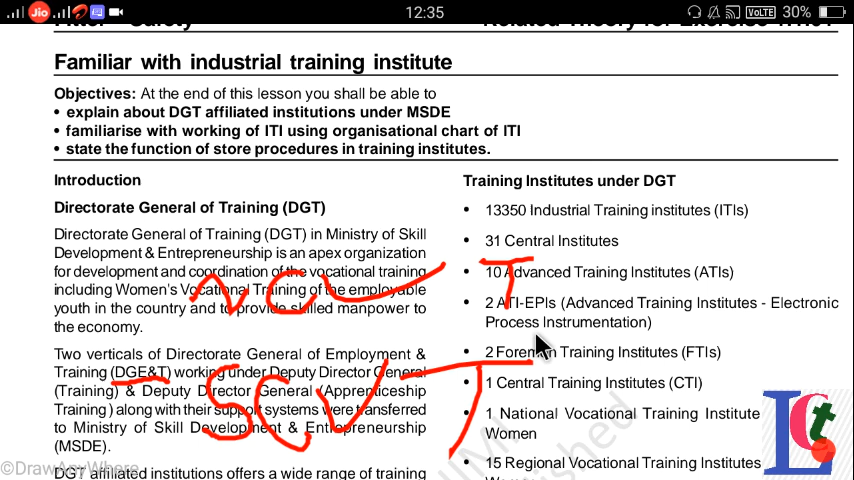 12:35
VoLTE 30%
Familiar with industrial training institute
Objectives: At the end of this lesson you shall be able to
• explain about DGT affiliated institutions under MSDE
• familiarise with working of ITI using organisational chart of ITI
• state the function of store procedures in training institutes.
Introduction
Directorate General of Training (DGT)
Directorate General of Training (DGT) in Ministry of Skill
Development & Entrepreneurship is an apex organization
for development and coordination of the vocational training
including Women's Vocational Training of the employable
youth in the country and to provide skilled manpower to
the economy.
Two verticals of Directorate General of Employment &
Training (DGE&T) working under Deputy Director General
(Training) & Deputy Director General (Apprenticeship
Training) along with their support systems were transferred
to Ministry of Skill Development & Entrepreneurship
(MSDE).
DGT affiliated institutions offers a wide range of training
Training Institutes under DGT
• 13350 Industrial Training institutes (ITIs)
• 31 Central Institutes
• 10 Advanced Training Institutes (ATIs)
• 2 ATI-EPIs (Advanced Training Institutes - Electronic
Process Instrumentation)
• 2 Foremen Training Institutes (FTIs)
• 1 Central Training Institutes (CTI)
• 1 National Vocational Training Institute
Women
• 15 Regional Vocational Training Institutes
SCVT
LCts
©DrawAnyWhere